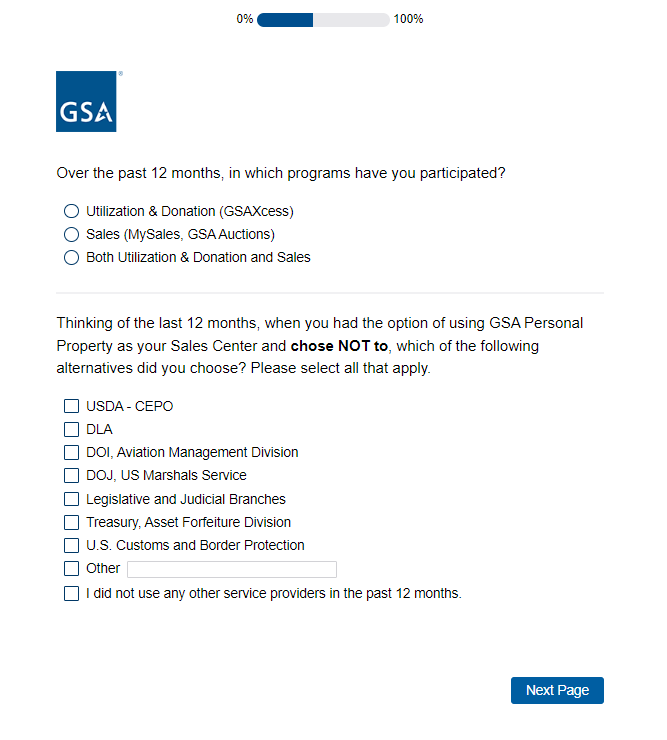 0% 100%
GSA
Over the past 12 months, in which programs have you participated?
Utilization & Donation (GSAXcess)
Sales (MySales, GSA Auctions)
Both Utilization & Donation and Sales
Thinking of the last 12 months, when you had the option of using GSA Personal
Property as your Sales Center and chose NOT to, which of the following
alternatives did you choose? Please select all that apply.
USDA - CEPO
DLA
DOI, Aviation Management Division
DOJ, US Marshals Service
Legislative and Judicial Branches
Treasury, Asset Forfeiture Division
U.S. Customs and Border Protection
Other
I did not use any other service providers in the past 12 months.
Next Page